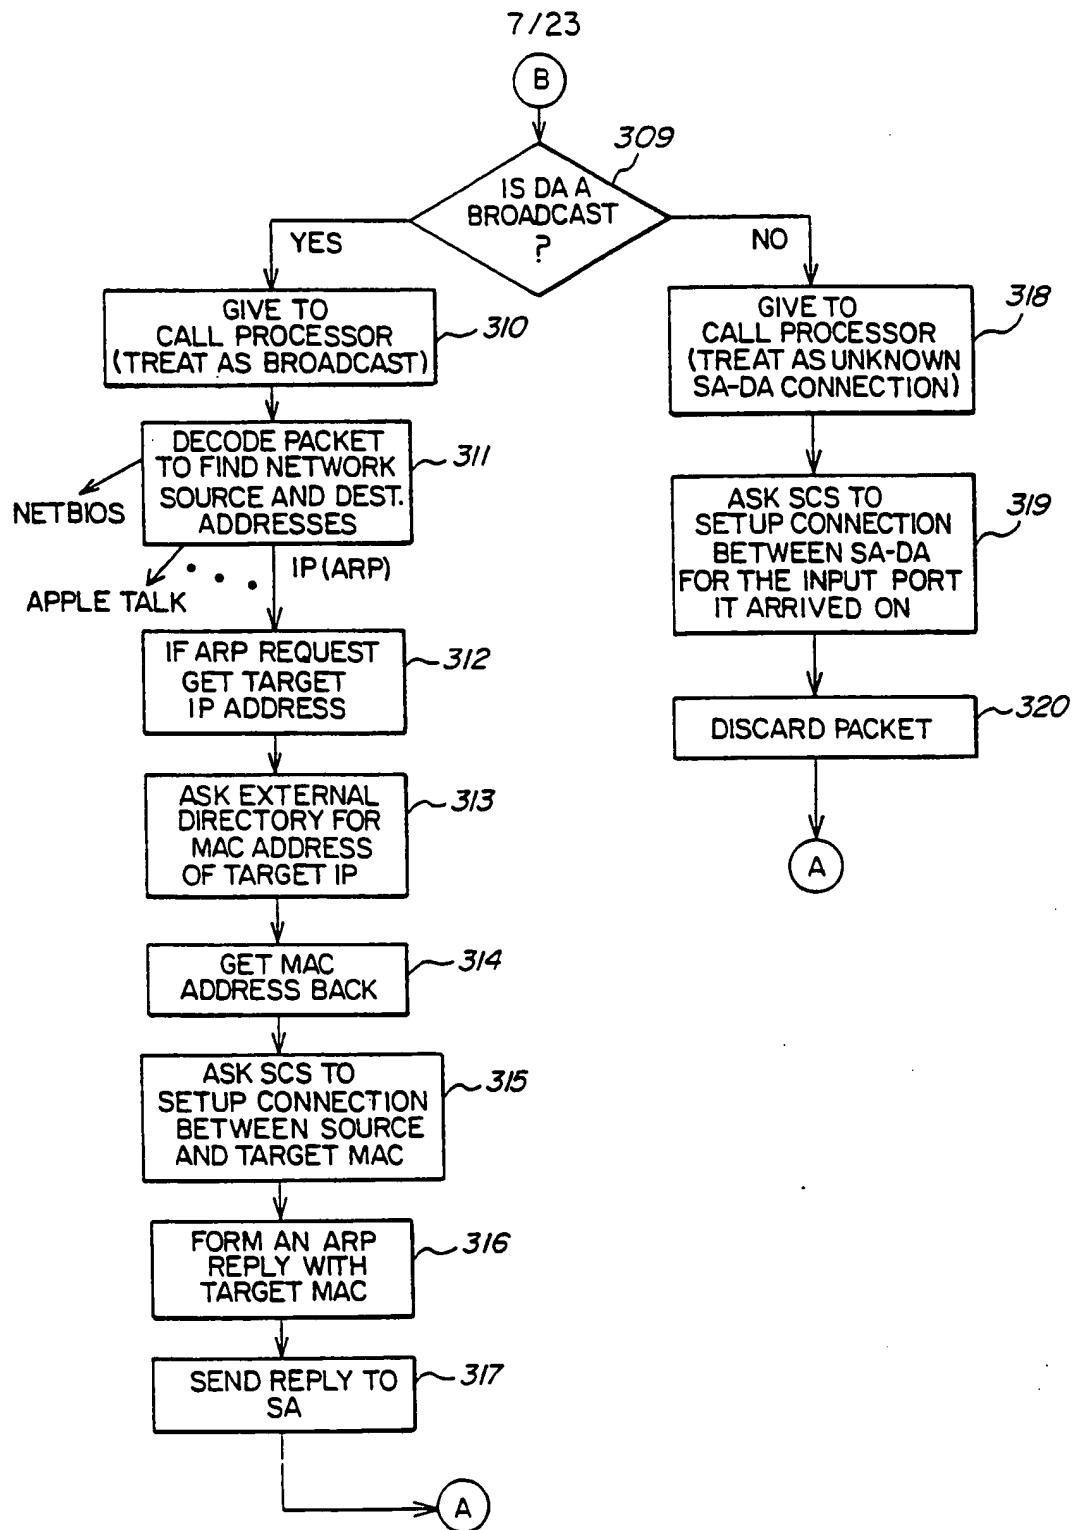 7/23
B
309
IS DA A
BROADCAST
?
YES
NO
GIVE TO
CALL PROCESSOR
(TREAT AS BROADCAST)
310
DECODE PACKET
TO FIND NETWORK
SOURCE AND DEST.
ADDRESSES
311
NETBIOS
APPLE TALK
IP (ARP)
IF ARP REQUEST
GET TARGET
IP ADDRESS
312
ASK EXTERNAL
DIRECTORY FOR
MAC ADDRESS
OF TARGET IP
313
GET MAC
ADDRESS BACK
314
ASK SCS TO
SETUP CONNECTION
BETWEEN SOURCE
AND TARGET MAC
315
FORM AN ARP
REPLY WITH
TARGET MAC
316
SEND REPLY TO
SA
317
A
GIVE TO
CALL PROCESSOR
(TREAT AS UNKNOWN
SA-DA CONNECTION)
318
ASK SCS TO
SETUP CONNECTION
BETWEEN SA-DA
FOR THE INPUT PORT
IT ARRIVED ON
319
DISCARD PACKET
320
A